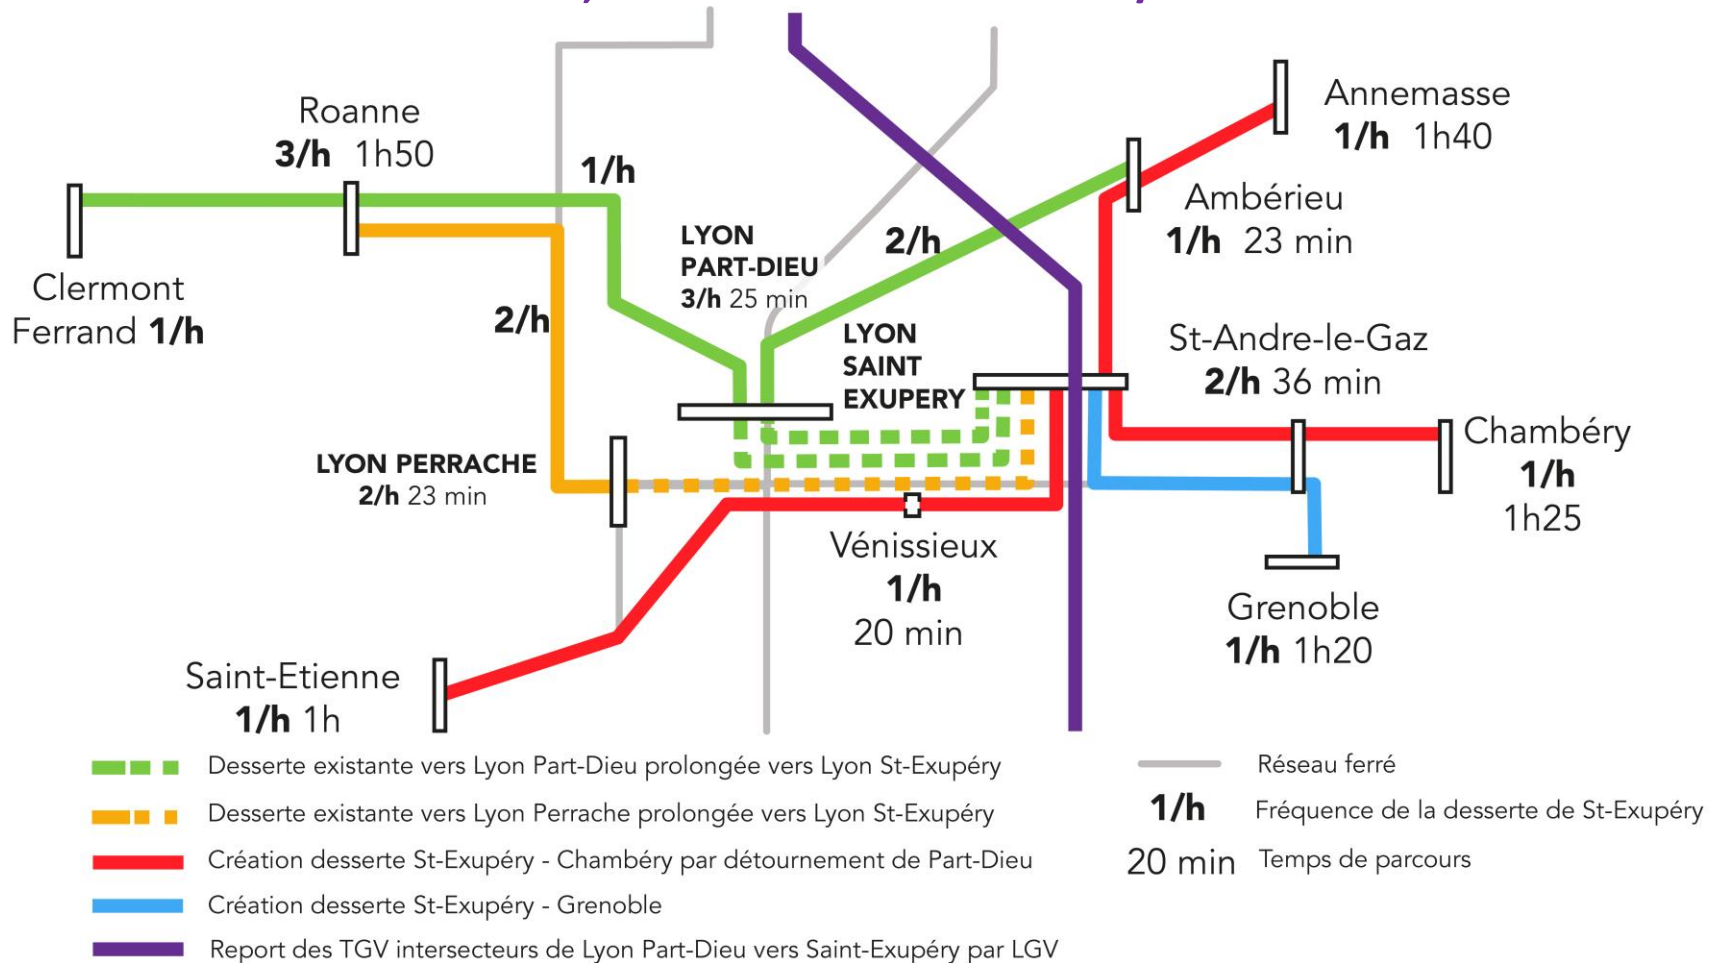 Roanne
3/h 1h50
1/h
Annemasse
1/h 1h40
Ambérieu
1/h 23 min
LYON
PART-DIEU
3/h 25 min
2/h
Clermont
Ferrand 1/h
2/h
LYON
SAINT
EXUPERY
St-Andre-le-Gaz
2/h 36 min
Chambéry
1/h
1h25
LYON PERRACHE
2/h 23 min
Vénissieux
1/h
20 min
Grenoble
1/h 1h20
Saint-Etienne
1/h 1h
Desserte existante vers Lyon Part-Dieu prolongée vers Lyon St-Exupéry
Desserte existante vers Lyon Perrache prolongée vers Lyon St-Exupéry
Création desserte St-Exupéry - Chambéry par détournement de Part-Dieu
Création desserte St-Exupéry - Grenoble
Report des TGV intersecteurs de Lyon Part-Dieu vers Saint-Exupéry par LGV
Réseau ferré
1/h Fréquence de la desserte de St-Exupéry
20 min Temps de parcours